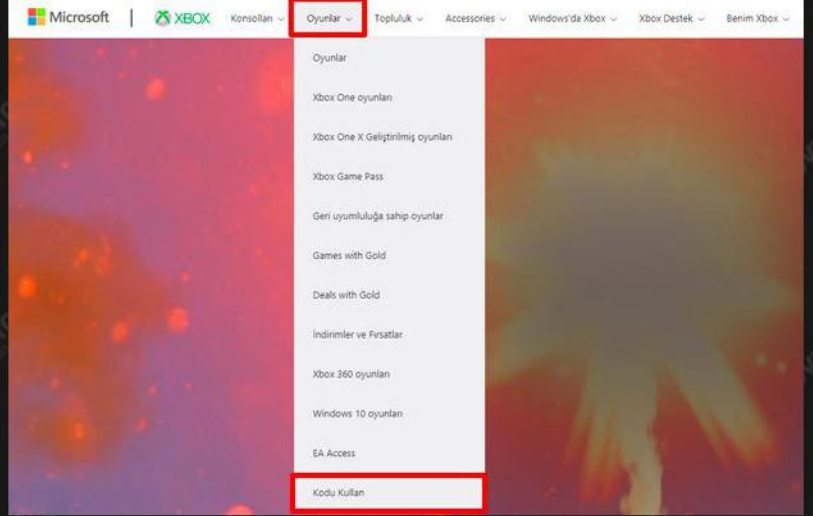 Microsoft | XBOX Konsolları Oyunlar Topluluk Accessories Windows'da Xbox Xbox Destek Benim Xbox
Oyunlar
Xbox One oyunları
Xbox One X Geliştirilmiş oyunları
Xbox Game Pass
Geri uyumluluğa sahip oyunlar
Games with Gold
Deals with Gold
İndirimler ve Fırsatlar
Xbox 360 oyunları
Windows 10 oyunları
EA Access
Kodu Kullan